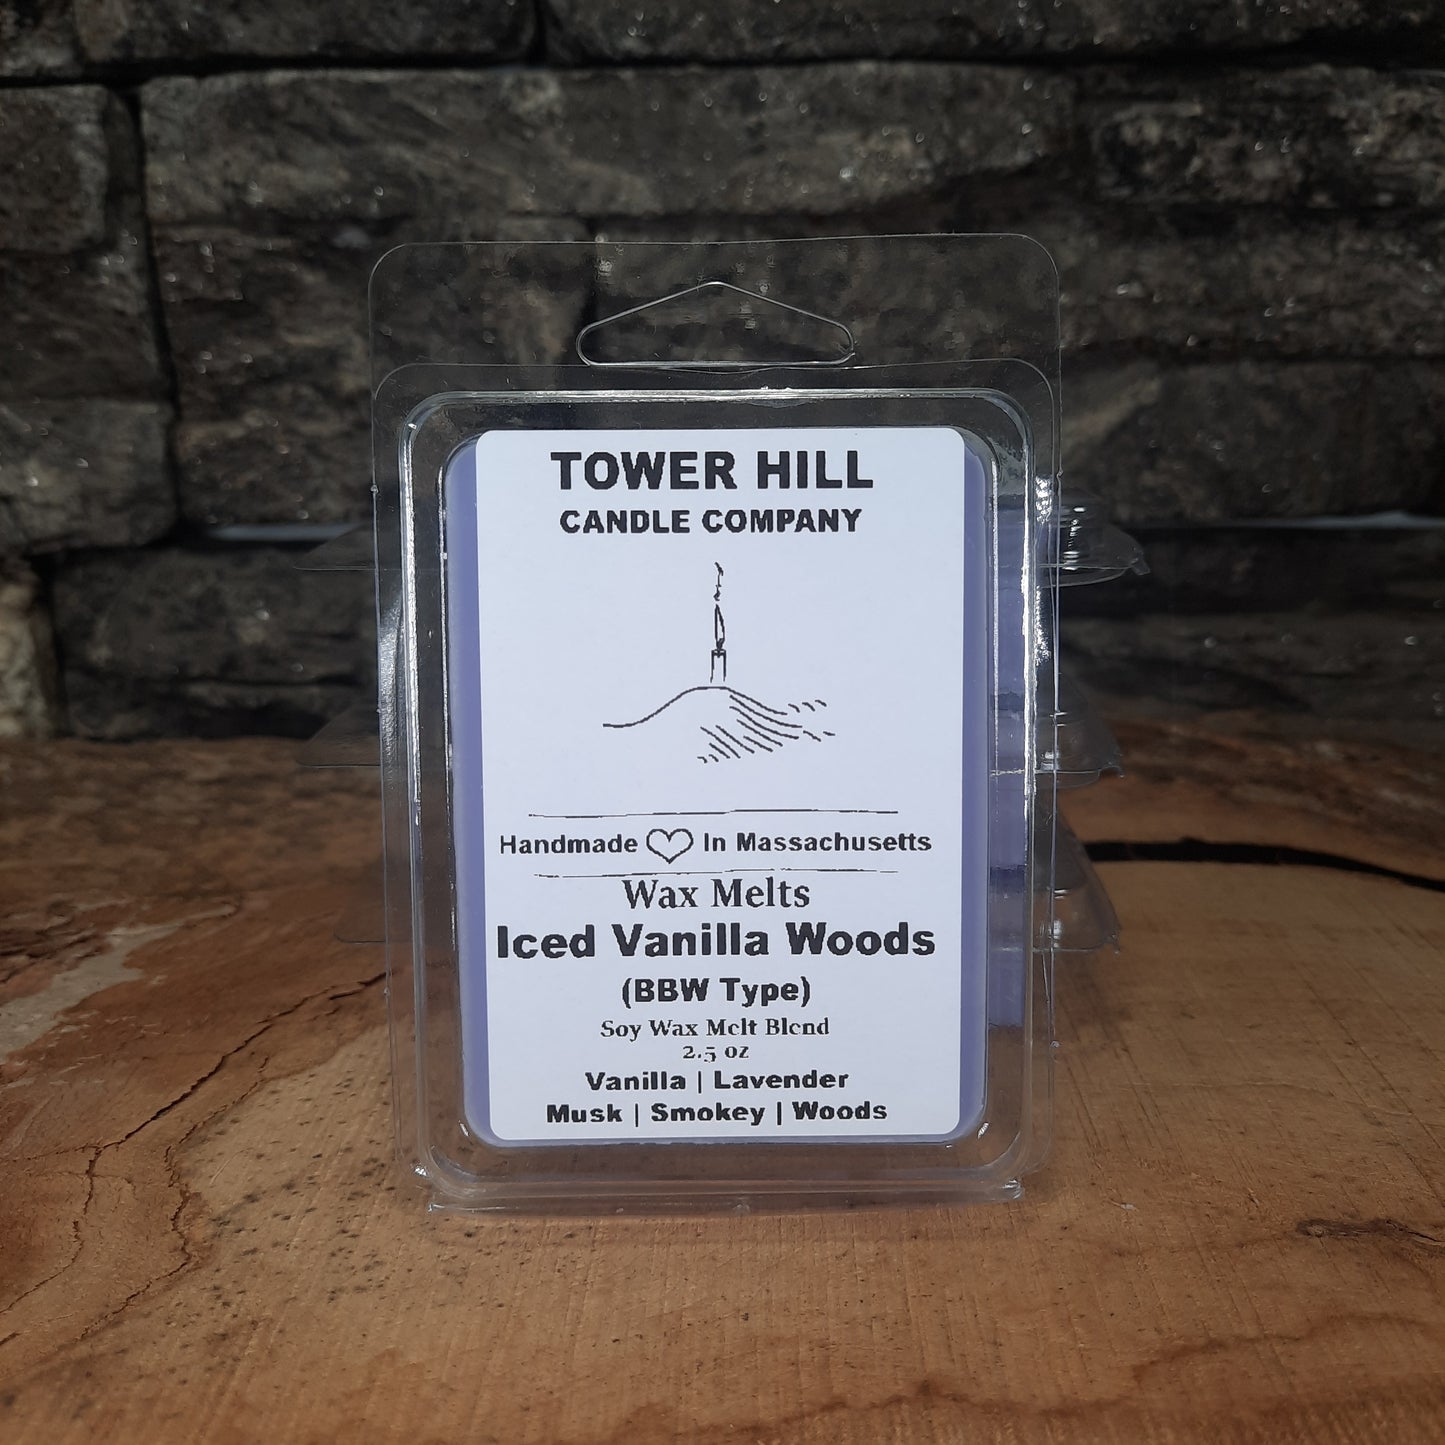 TOWER HILL
CANDLE COMPANY
Handmade In Massachusetts
Wax Melts
Iced Vanilla Woods
(BBW Type)
Soy Wax Melt Blend
2.5 oz
Vanilla | Lavender
Musk | Smokey | Woods